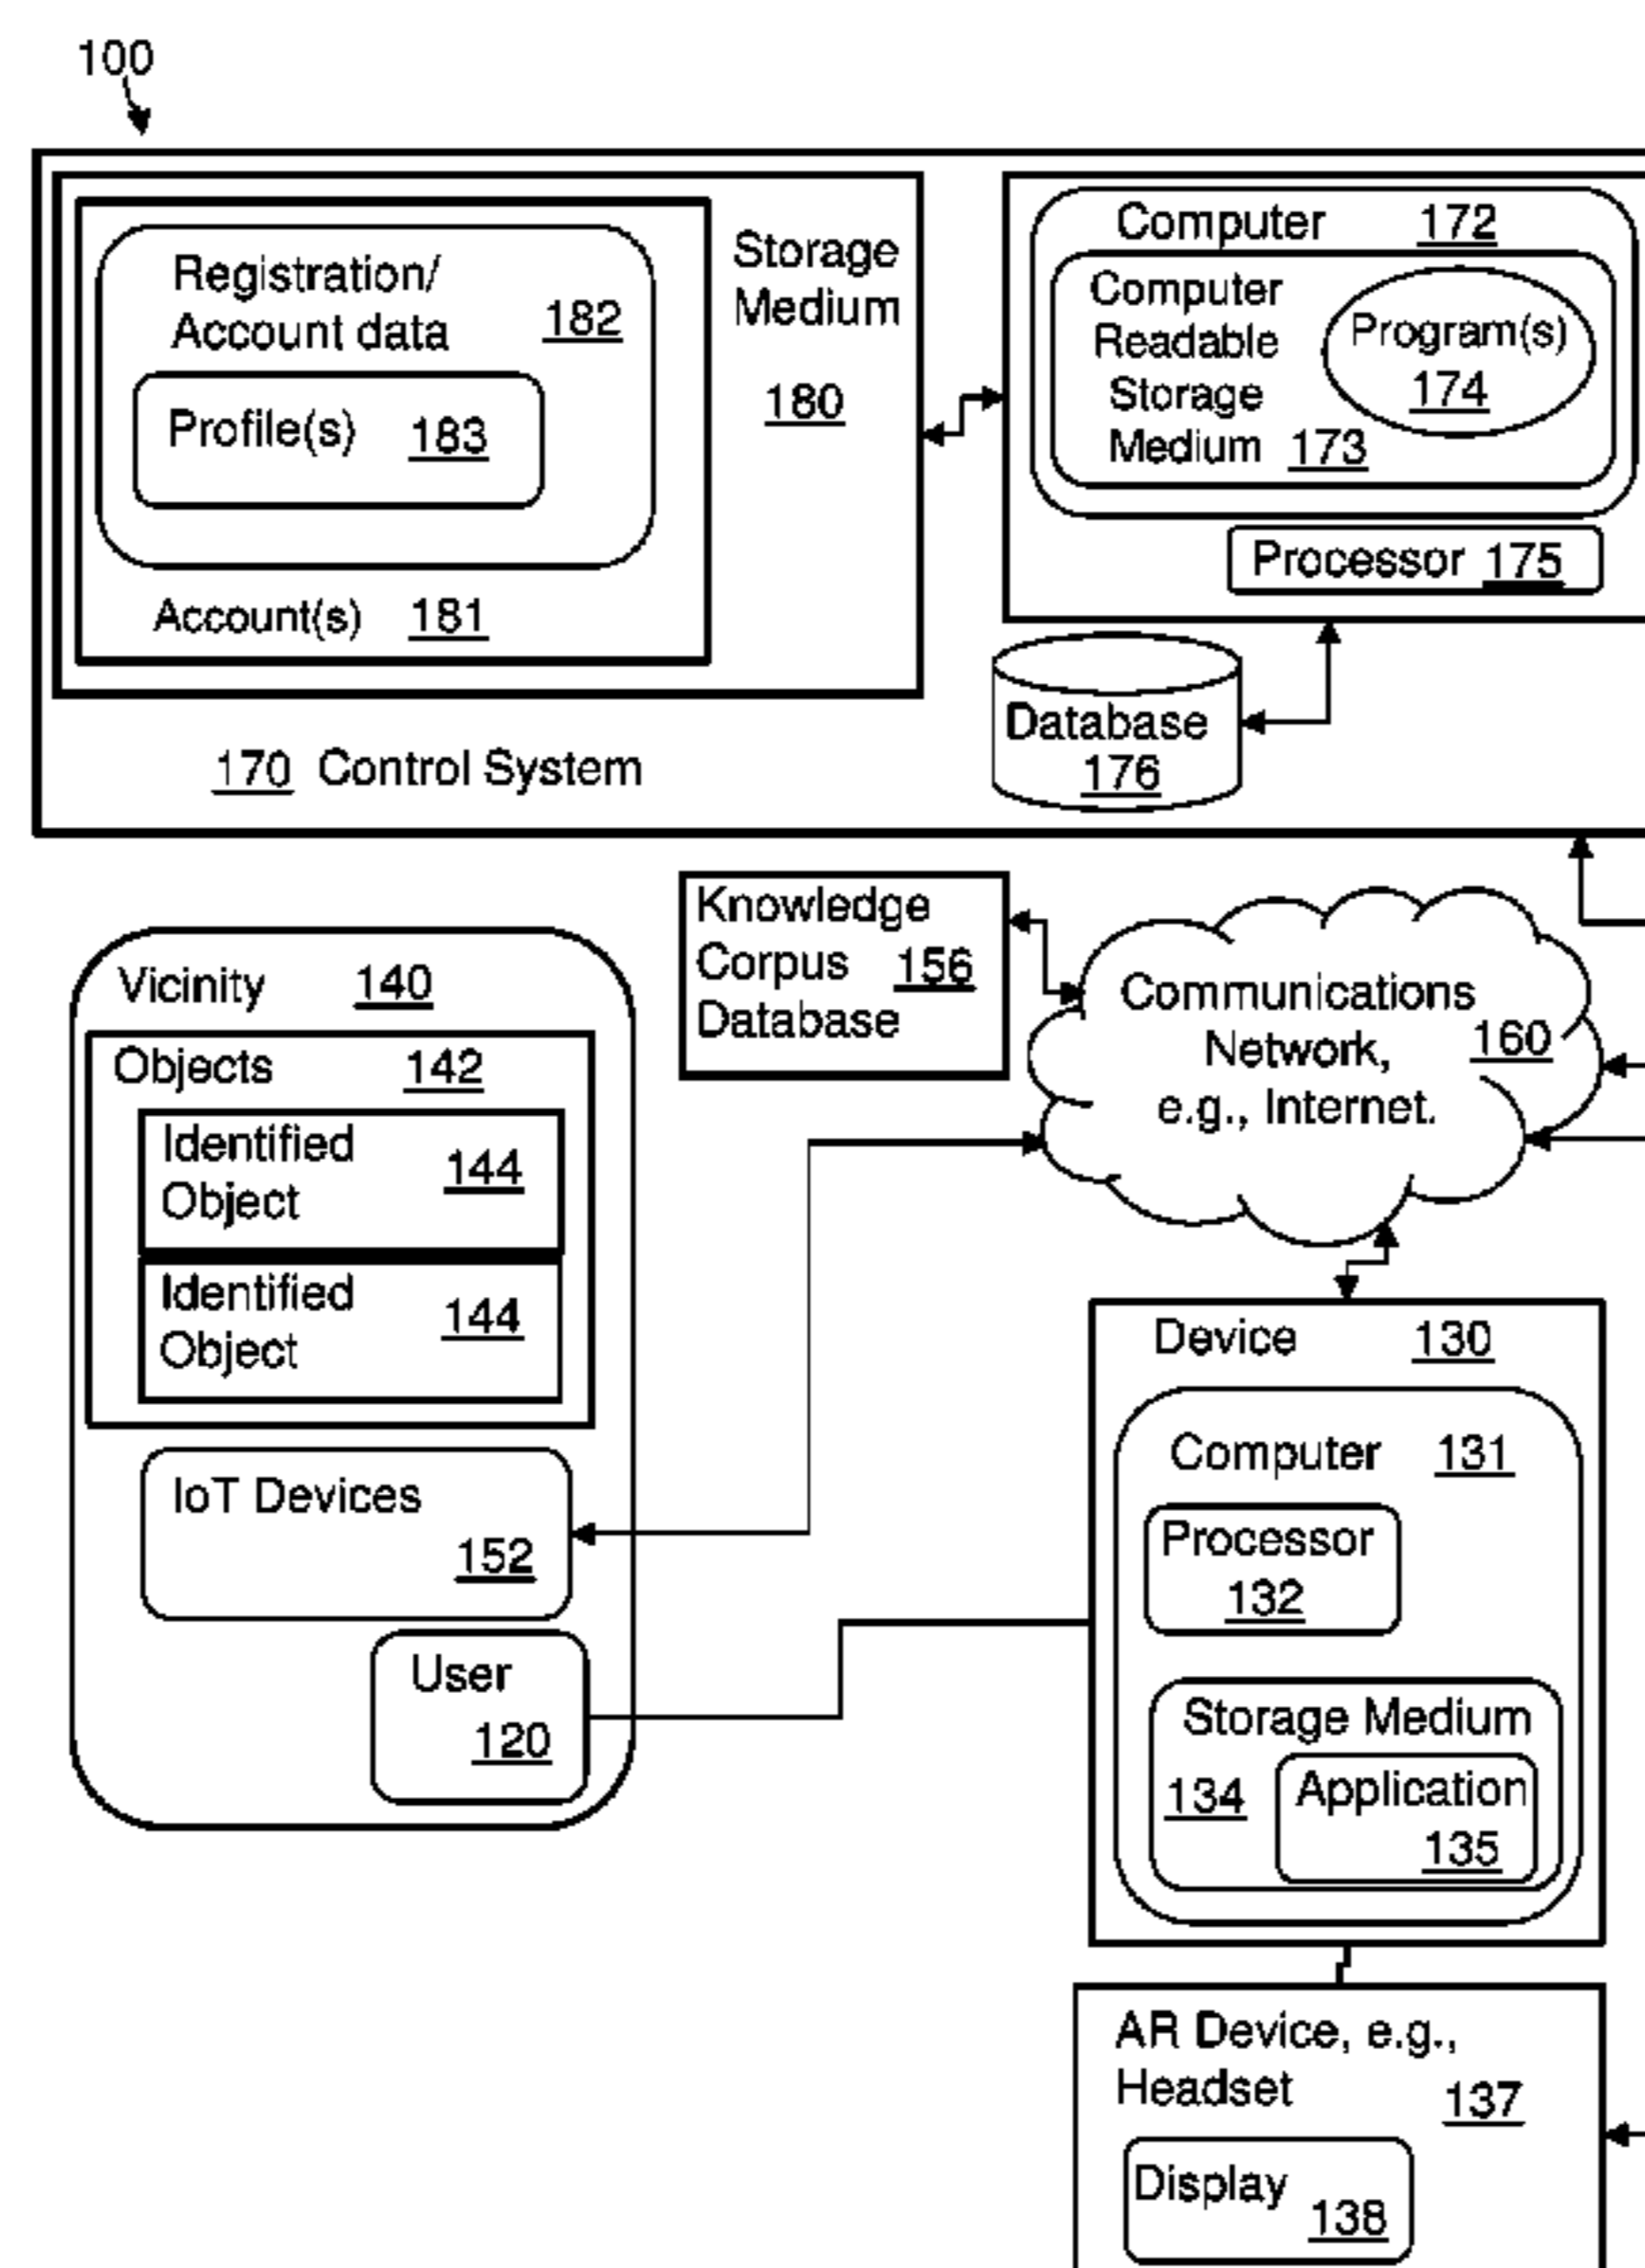 100
Registration/
Account data 182
Profile(s) 183
Account(s) 181
Storage
Medium
180
170 Control System
Computer 172
Computer
Readable
Storage
Medium 173
Program(s)
174
Processor 175
Database
176
Knowledge
Corpus 156
Database
Communications
Network, 160
e.g., Internet.
Vicinity 140
Objects 142
Identified
Object 144
Identified
Object 144
IoT Devices
152
User
120
Device 130
Computer 131
Processor
132
Storage Medium
134
Application
135
AR Device, e.g.,
Headset 137
Display
138